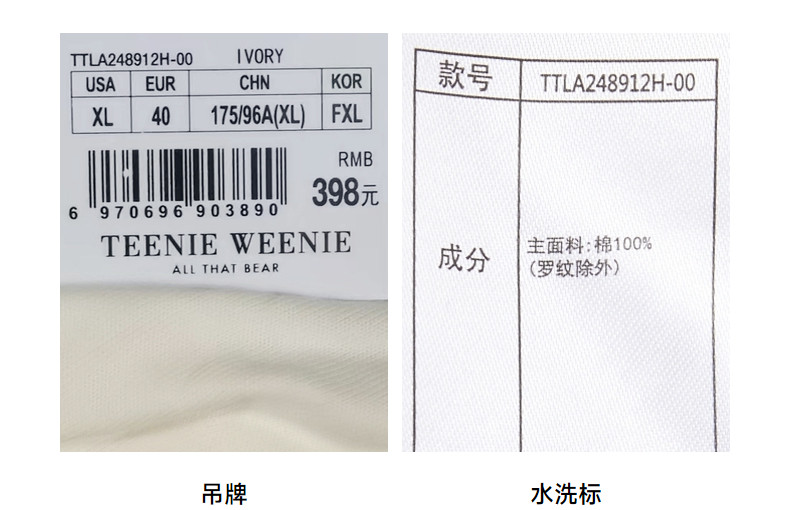 TTLA248912H-00 IVORY
USA EUR CHN KOR
XL 40 175/96A(XL) FXL
RMB
398元
6 970696 903890
TEENIE WEENIE
ALL THAT BEAR
款号 TTLA248912H-00
成分 主面料:棉100%
(罗纹除外)
吊牌 水洗标